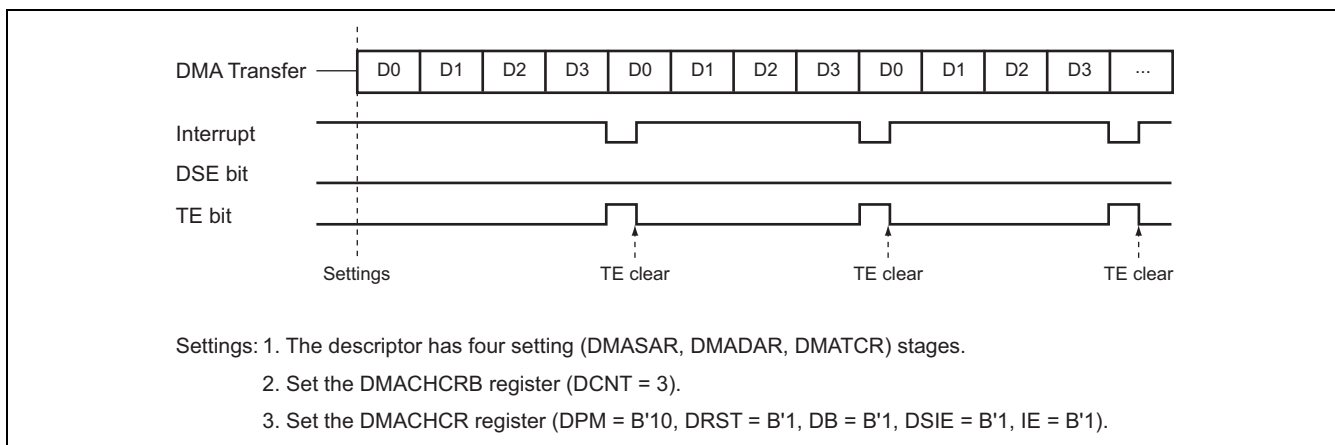 DMA Transfer D0 D1 D2 D3 D0 D1 D2 D3 D0 D1 D2 D3 ...
Interrupt
DSE bit
TE bit
Settings TE clear TE clear TE clear
Settings: 1. The descriptor has four setting (DMASAR, DMADAR, DMATCR) stages.
2. Set the DMACHCRB register (DCNT = 3).
3. Set the DMACHCR register (DPM = B'10, DRST = B'1, DB = B'1, DSIE = B'1, IE = B'1).